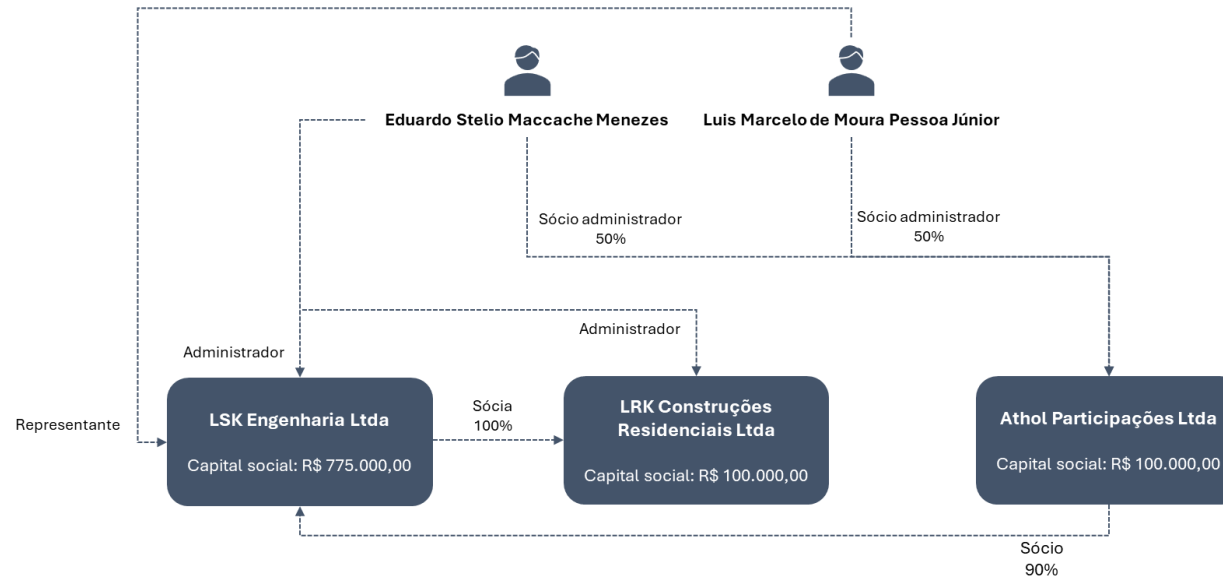 Eduardo Stelio Maccache Menezes
Luis Marcelo de Moura Pessoa Júnior
Sócio administrador
50%
Sócio administrador
50%
Administrador
Administrador
Representante
LSK Engenharia Ltda
Capital social: R$ 775.000,00
Sócia
100%
LRK Construções
Residenciais Ltda
Capital social: R$ 100.000,00
Athol Participações Ltda
Capital social: R$ 100.000,00
Sócio
90%